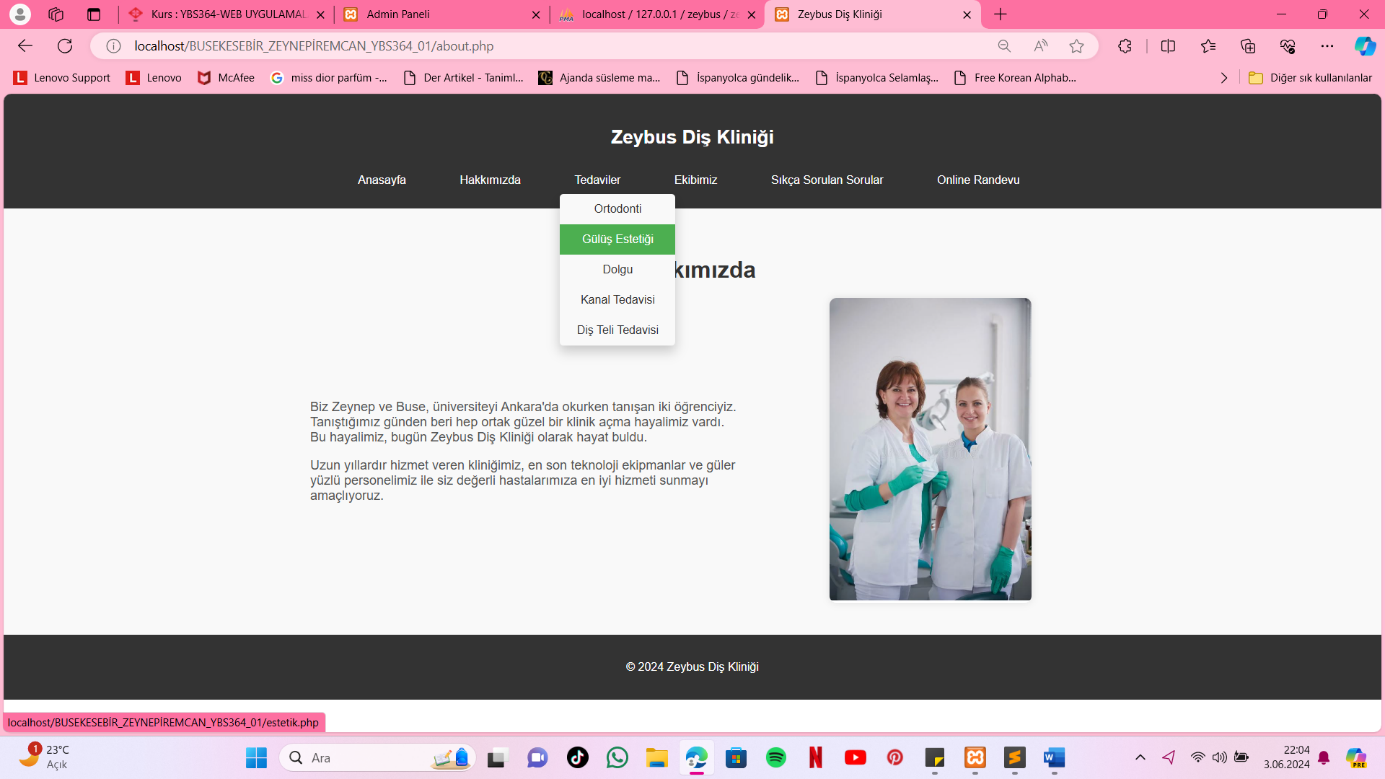 Kurs : YBS364-WEB UYGULAMAL
Admin Paneli
localhost / 127.0.0.1 / zeybus / ze
Zeybus Diş Kliniği
localhost/BUSEKESEBİR_ZEYNEPİREMCAN_YBS364_01/about.php
Lenovo Support
Lenovo
McAfee
miss dior parfüm -...
Der Artikel - Tanıml...
Ajanda süsleme ma...
İspanyolca gündelik...
İspanyolca Selamlaş...
Free Korean Alphab...
Diğer sık kullanılanlar
Zeybus Diş Kliniği
Anasayfa
Hakkımızda
Tedaviler
Ekibimiz
Sıkça Sorulan Sorular
Online Randevu
Ortodonti
Gülüş Estetiği
Dolgu
Kanal Tedavisi
Diş Teli Tedavisi
kımızda
Biz Zeynep ve Buse, üniversiteyi Ankara'da okurken tanışan iki öğrenciyiz.
Tanıştığımız günden beri hep ortak güzel bir klinik açma hayalimiz vardı.
Bu hayalimiz, bugün Zeybus Diş Kliniği olarak hayat buldu.
Uzun yıllardır hizmet veren kliniğimiz, en son teknoloji ekipmanlar ve güler
yüzlü personelimiz ile siz değerli hastalarımıza en iyi hizmeti sunmayı
amaçlıyoruz.
© 2024 Zeybus Diş Kliniği
localhost/BUSEKESEBİR_ZEYNEPİREMCAN_YBS364_01/estetik.php
1
23°C
Açık
Ara
22:04
3.06.2024
PRE